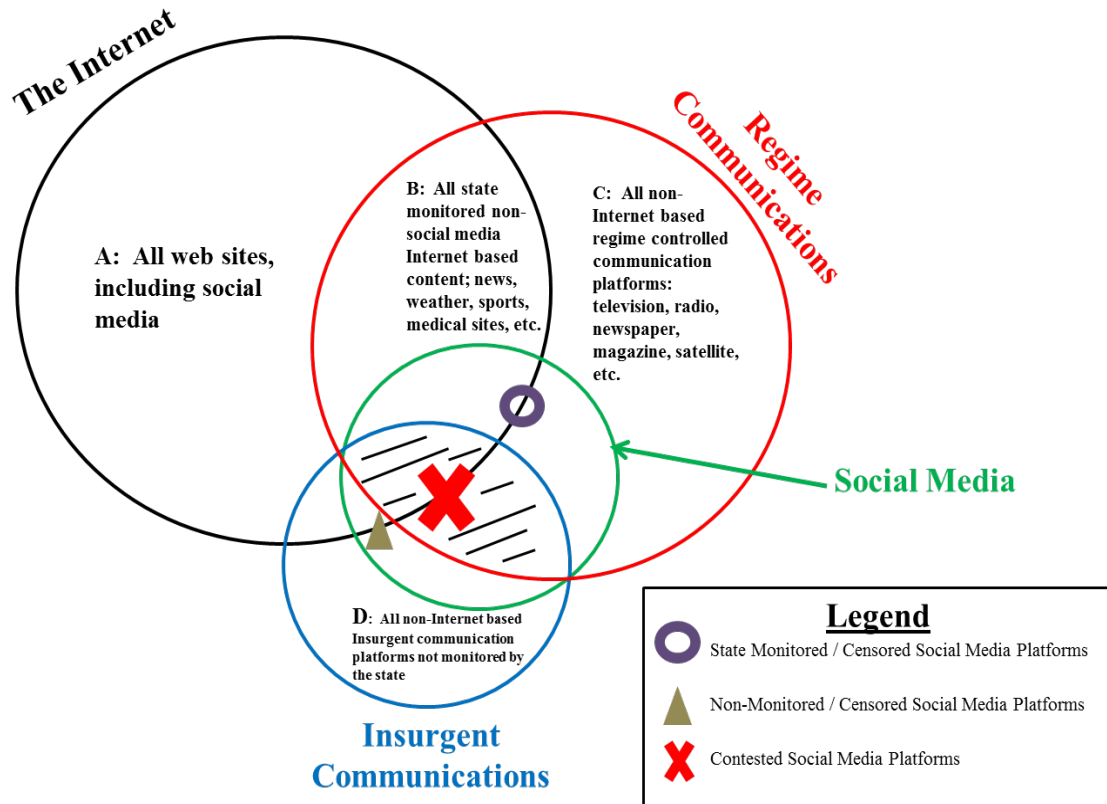 The Internet
Regime
Communications
A:  All web sites,
including social
media
B:  All state
monitored non-
social media
Internet based
content; news,
weather, sports,
medical sites, etc.
C:  All non-
Internet based
regime controlled
communication
platforms:
television, radio,
newspaper,
magazine, satellite,
etc.
Social Media
D:  All non-Internet based
Insurgent communication
platforms not monitored by
the state
Insurgent
Communications
Legend
State Monitored / Censored Social Media Platforms
Non-Monitored / Censored Social Media Platforms
Contested Social Media Platforms